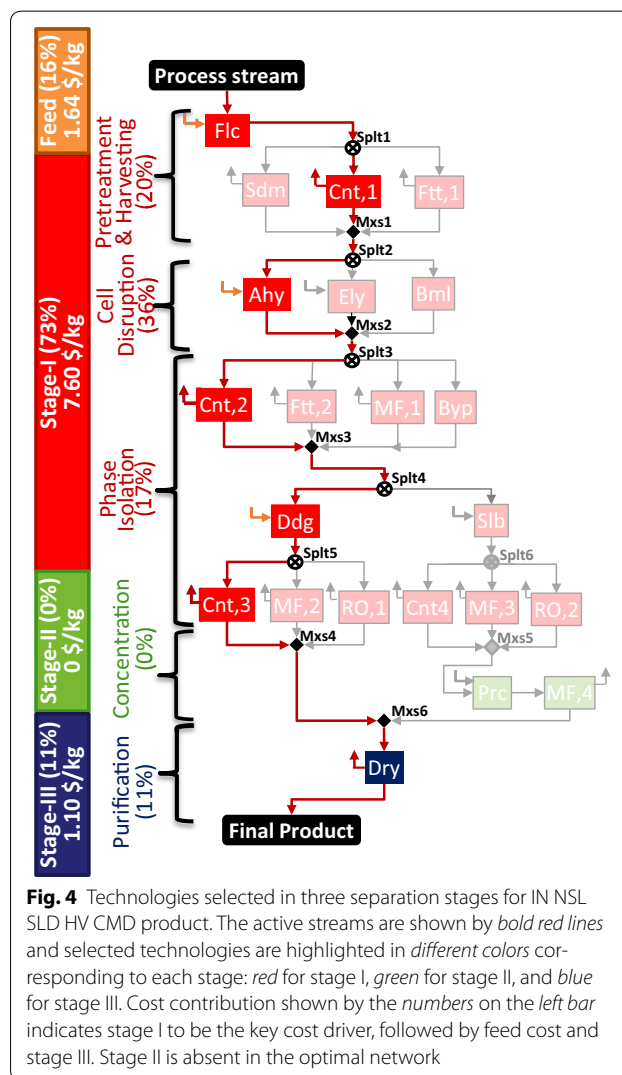 Process stream
Feed (16%)
1.64 $/kg
Stage-I (73%)
7.60 $/kg
Stage-II (0%)
0 $/kg
Stage-III (11%)
1.10 $/kg
Pretreatment
& Harvesting
(20%)
Cell
Disruption
(36%)
Phase
Isolation
(17%)
Concentration
(0%)
Purification
(11%)
Flc
Splt1
Sdm
Cnt,1
Ftt,1
Mxs1
Splt2
Ahy
Ely
Bml
Mxs2
Splt3
Cnt,2
Ftt,2
MF,1
Byp
Mxs3
Splt4
Ddg
Slb
Splt5
Splt6
Cnt,3
MF,2
RO,1
Cnt4
MF,3
RO,2
Mxs4
Mxs5
Prc
MF,4
Mxs6
Dry
Final Product
Fig. 4 Technologies selected in three separation stages for IN NSL
SLD HV CMD product. The active streams are shown by bold red lines
and selected technologies are highlighted in different colors cor-
responding to each stage: red for stage I, green for stage II, and blue
for stage III. Cost contribution shown by the numbers on the left bar
indicates stage I to be the key cost driver, followed by feed cost and
stage III. Stage II is absent in the optimal network